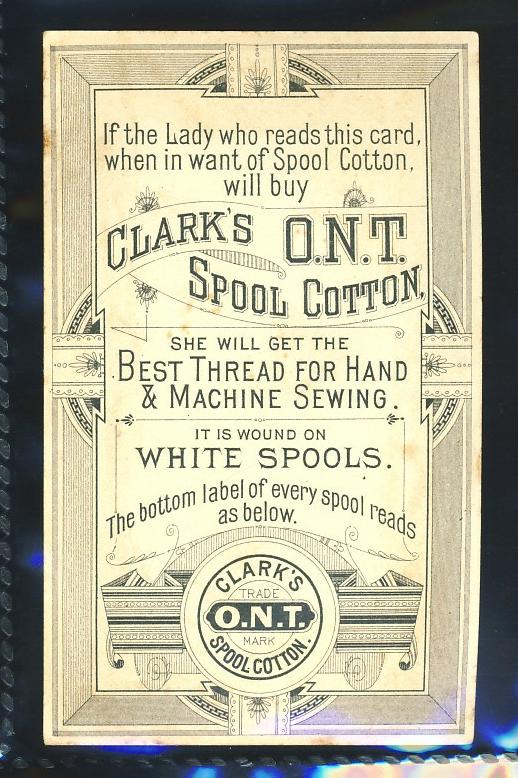 If the Lady who reads this card,
when in want of Spool Cotton,
will buy
CLARK'S O.N.T.
SPOOL COTTON,
SHE WILL GET THE
BEST THREAD FOR HAND
& MACHINE SEWING.
IT IS WOUND ON
WHITE SPOOLS.
The bottom label of every spool reads
as below.
CLARK'S
TRADE
O.N.T.
MARK
SPOOL COTTON.